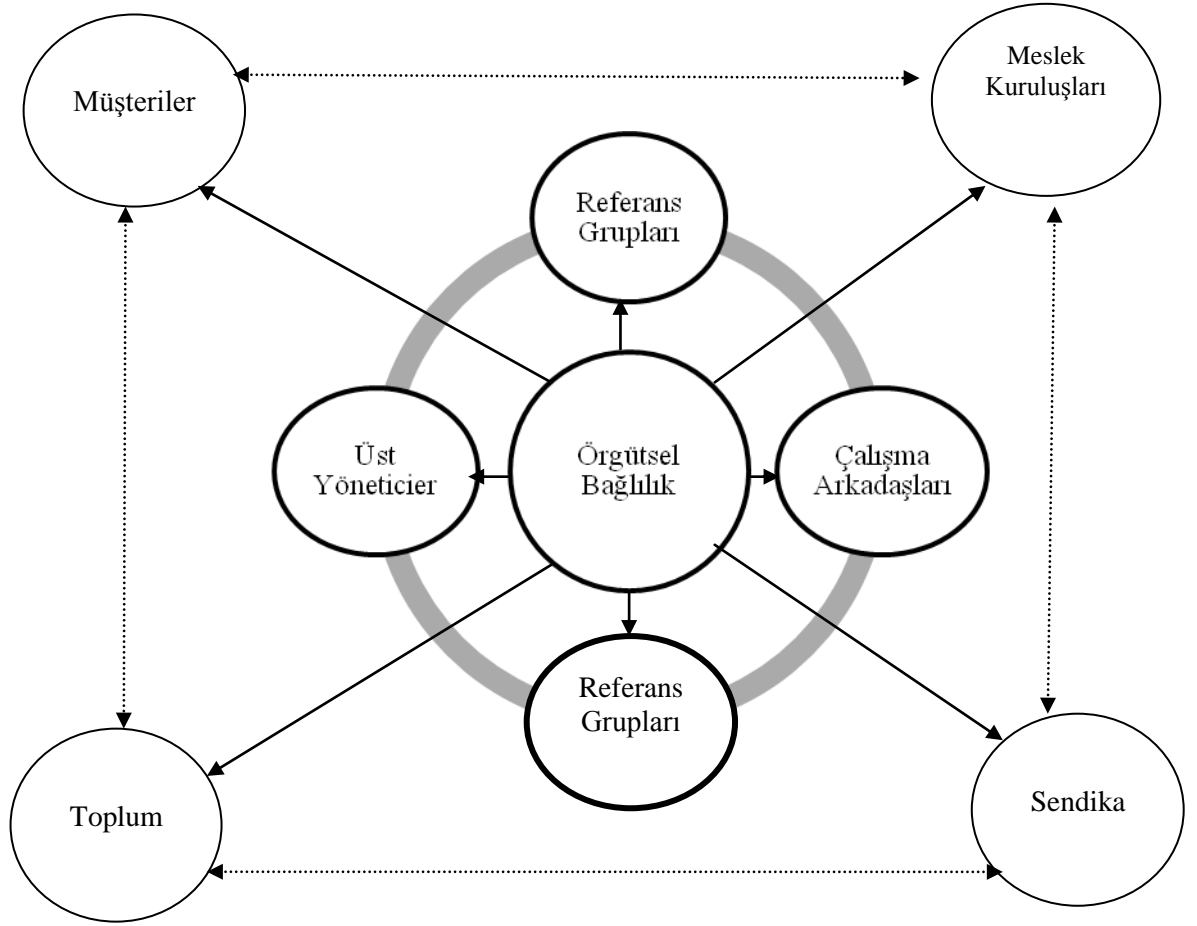 Müşteriler
Meslek
Kuruluşları
Referans
Grupları
Üst
Yöneticier
Örgütsel
Bağlılık
Çalışma
Arkadaşları
Referans
Grupları
Toplum
Sendika